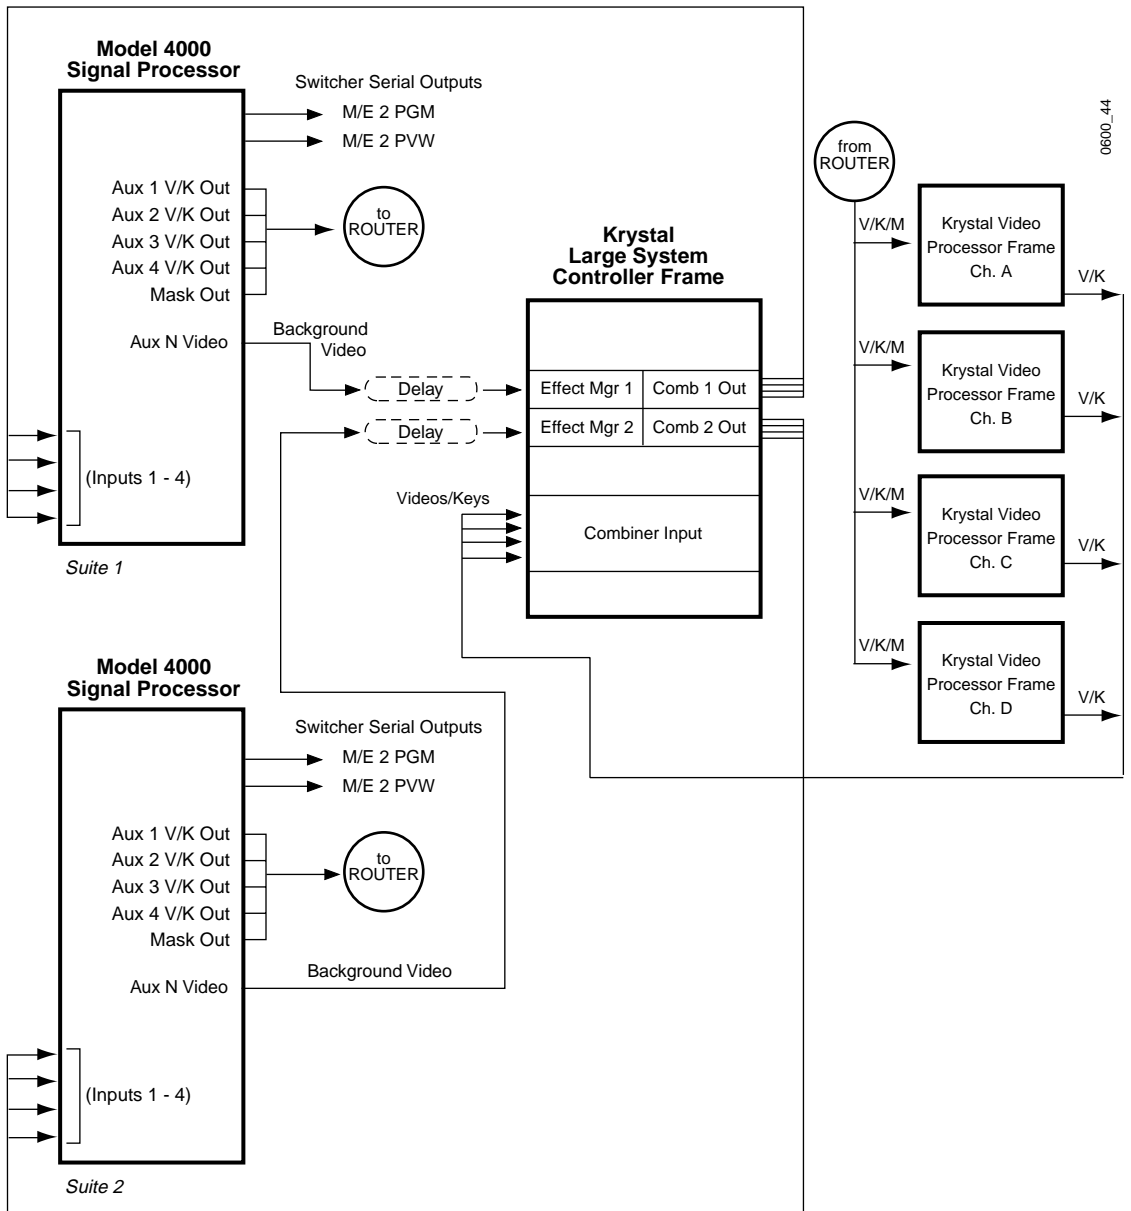 Model 4000
Signal Processor
Switcher Serial Outputs
M/E 2 PGM
M/E 2 PVW
Aux 1 V/K Out
Aux 2 V/K Out
Aux 3 V/K Out
Aux 4 V/K Out
Mask Out
to
ROUTER
Aux N Video
Background
Video
Delay
Delay
(Inputs 1 - 4)
Suite 1
Krystal
Large System
Controller Frame
Effect Mgr 1
Comb 1 Out
Effect Mgr 2
Comb 2 Out
Videos/Keys
Combiner Input
0600_44
from
ROUTER
V/K/M
Krystal Video
Processor Frame
Ch. A
V/K
V/K/M
Krystal Video
Processor Frame
Ch. B
V/K
V/K/M
Krystal Video
Processor Frame
Ch. C
V/K
V/K/M
Krystal Video
Processor Frame
Ch. D
V/K
Model 4000
Signal Processor
Switcher Serial Outputs
M/E 2 PGM
M/E 2 PVW
Aux 1 V/K Out
Aux 2 V/K Out
Aux 3 V/K Out
Aux 4 V/K Out
Mask Out
to
ROUTER
Aux N Video
Background Video
(Inputs 1 - 4)
Suite 2